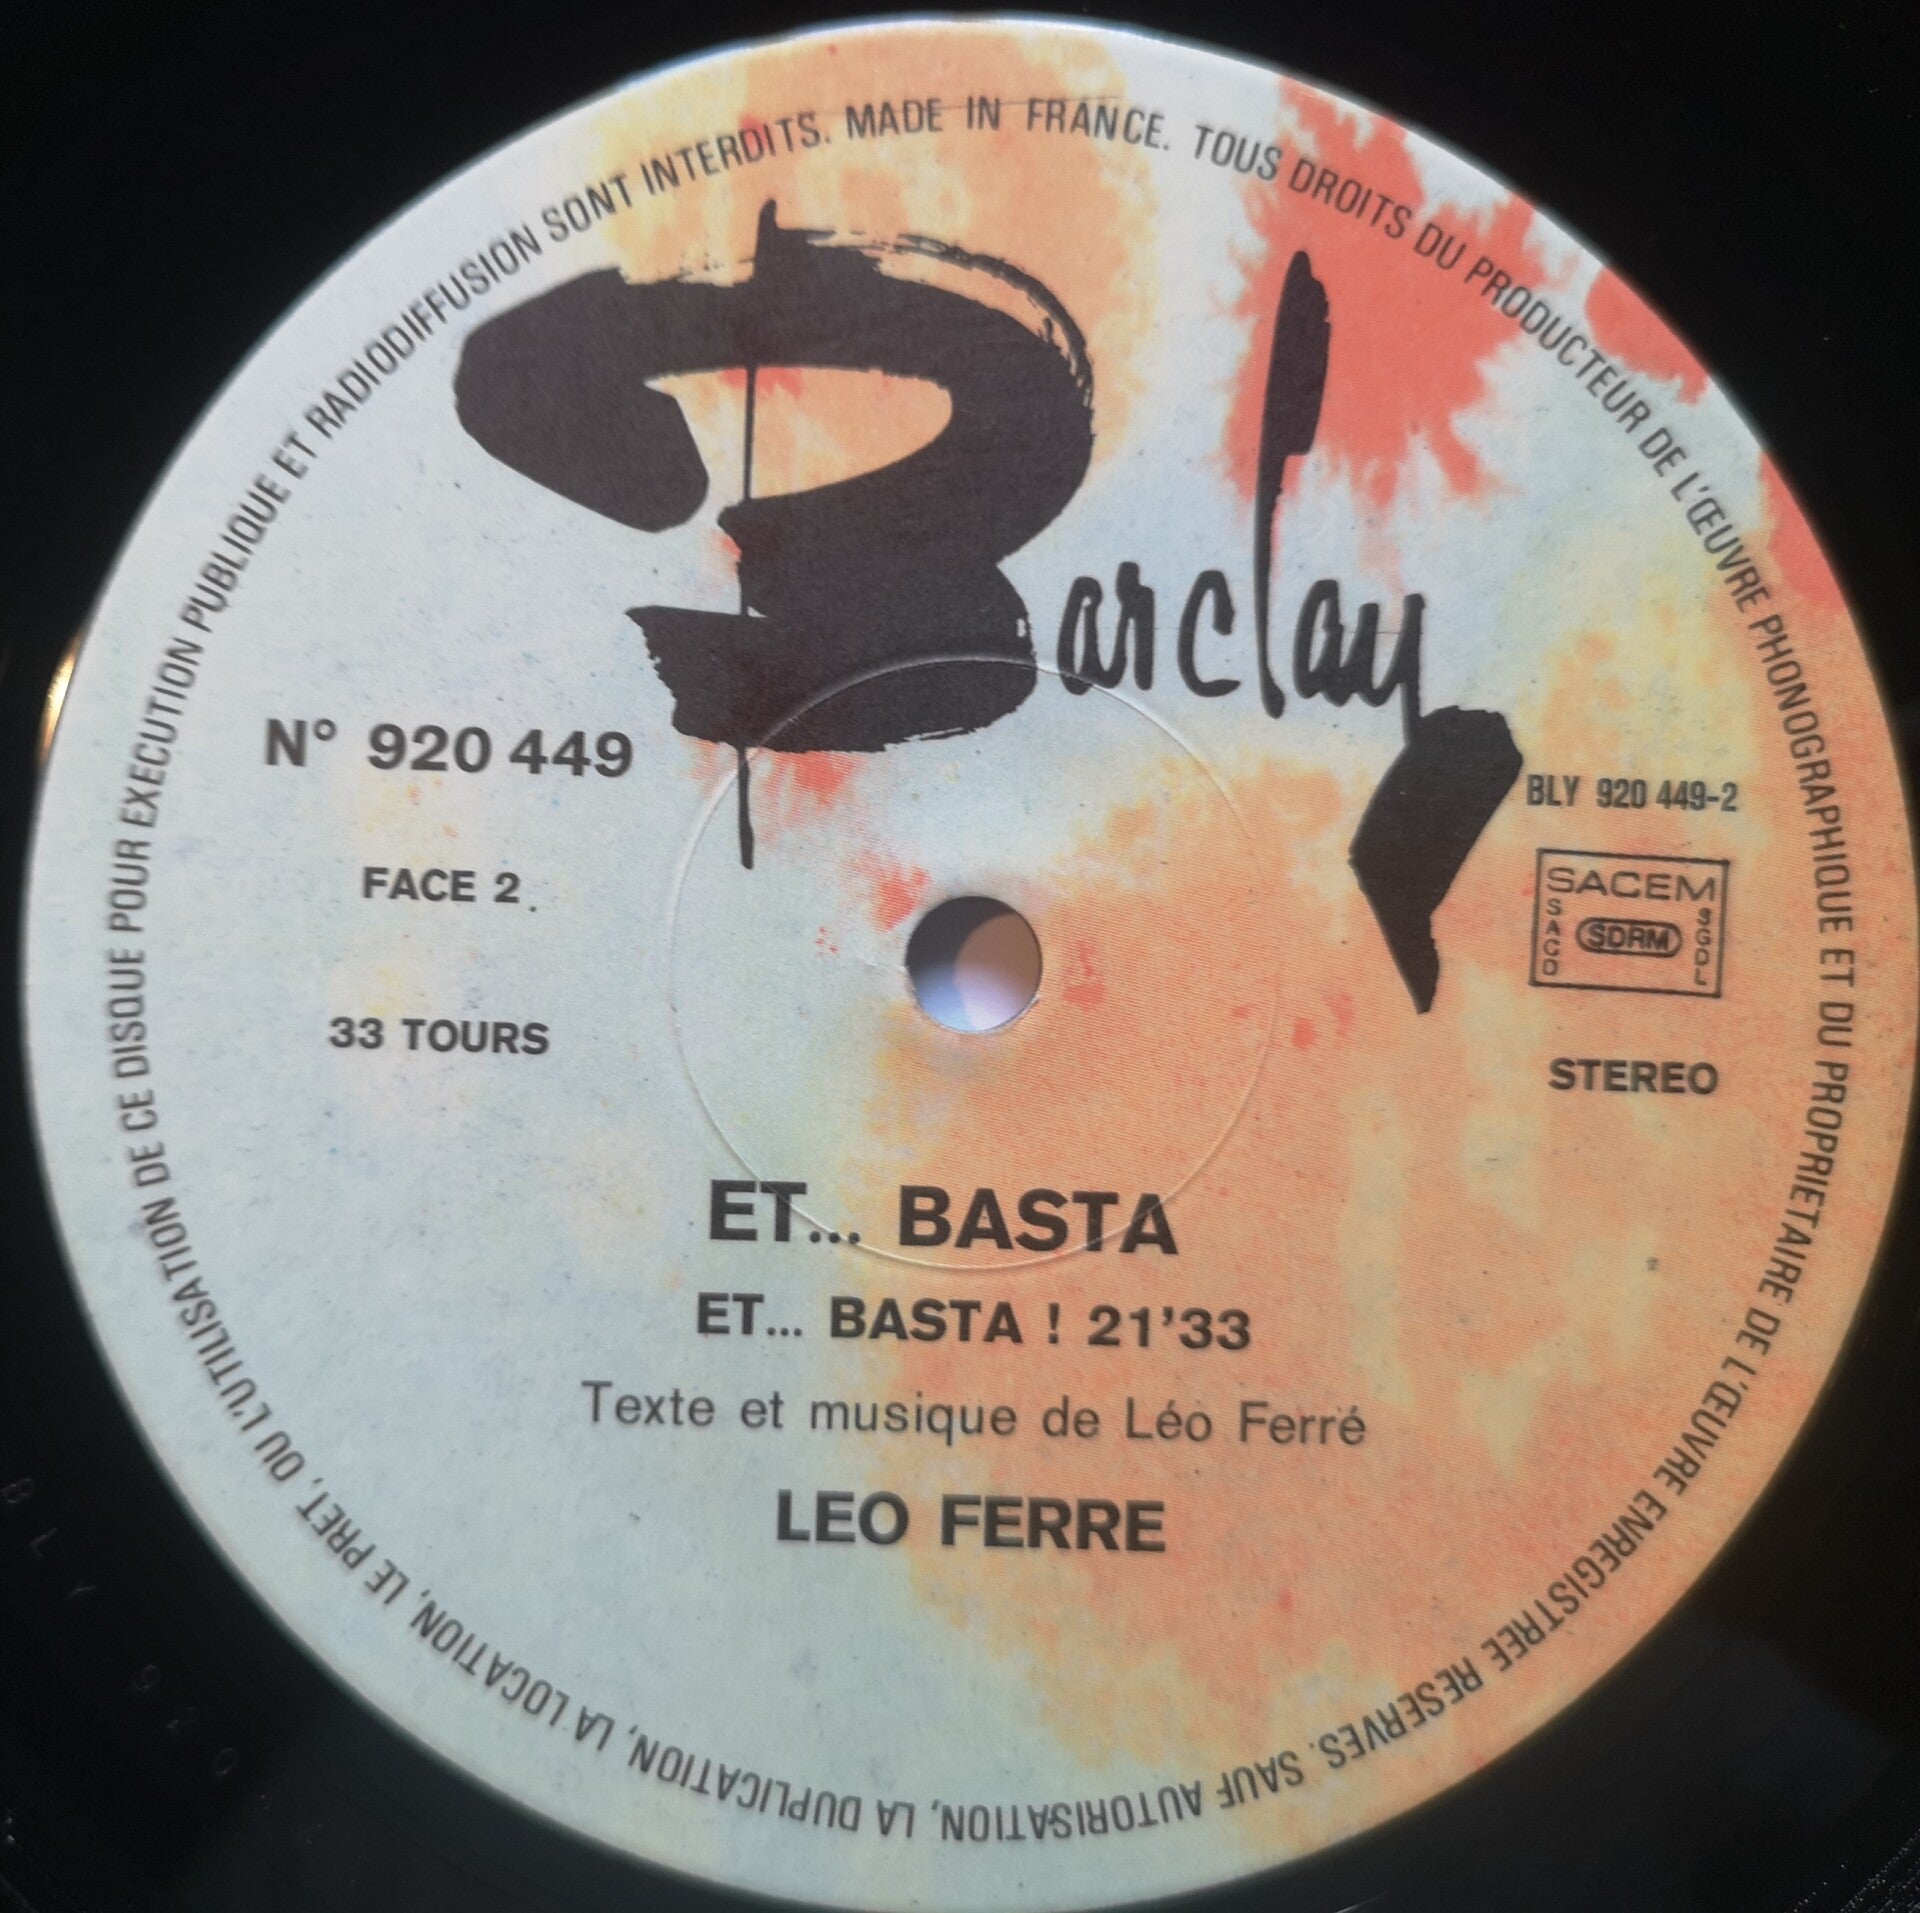 TOUS DROITS DU PRODUCTEUR DE L'ŒUVRE PHONOGRAPHIQUE ET DU PROPRIETAIRE DE L'ŒUVRE ENREGISTREE RESERVES. SAUF AUTORISATION, LA DUPLICATION, LA LOCATION, LE PRET, OU L'UTILISATION DE CE DISQUE POUR EXECUTION PUBLIQUE ET RADIODIFFUSION SONT INTERDITS. MADE IN FRANCE.
Barclay
N° 920 449
BLY 920 449-2
FACE 2
SACEM
SACD
SDRM
SGDL
33 TOURS
STEREO
ET... BASTA
ET... BASTA ! 21'33
Texte et musique de Léo Ferré
LEO FERRE